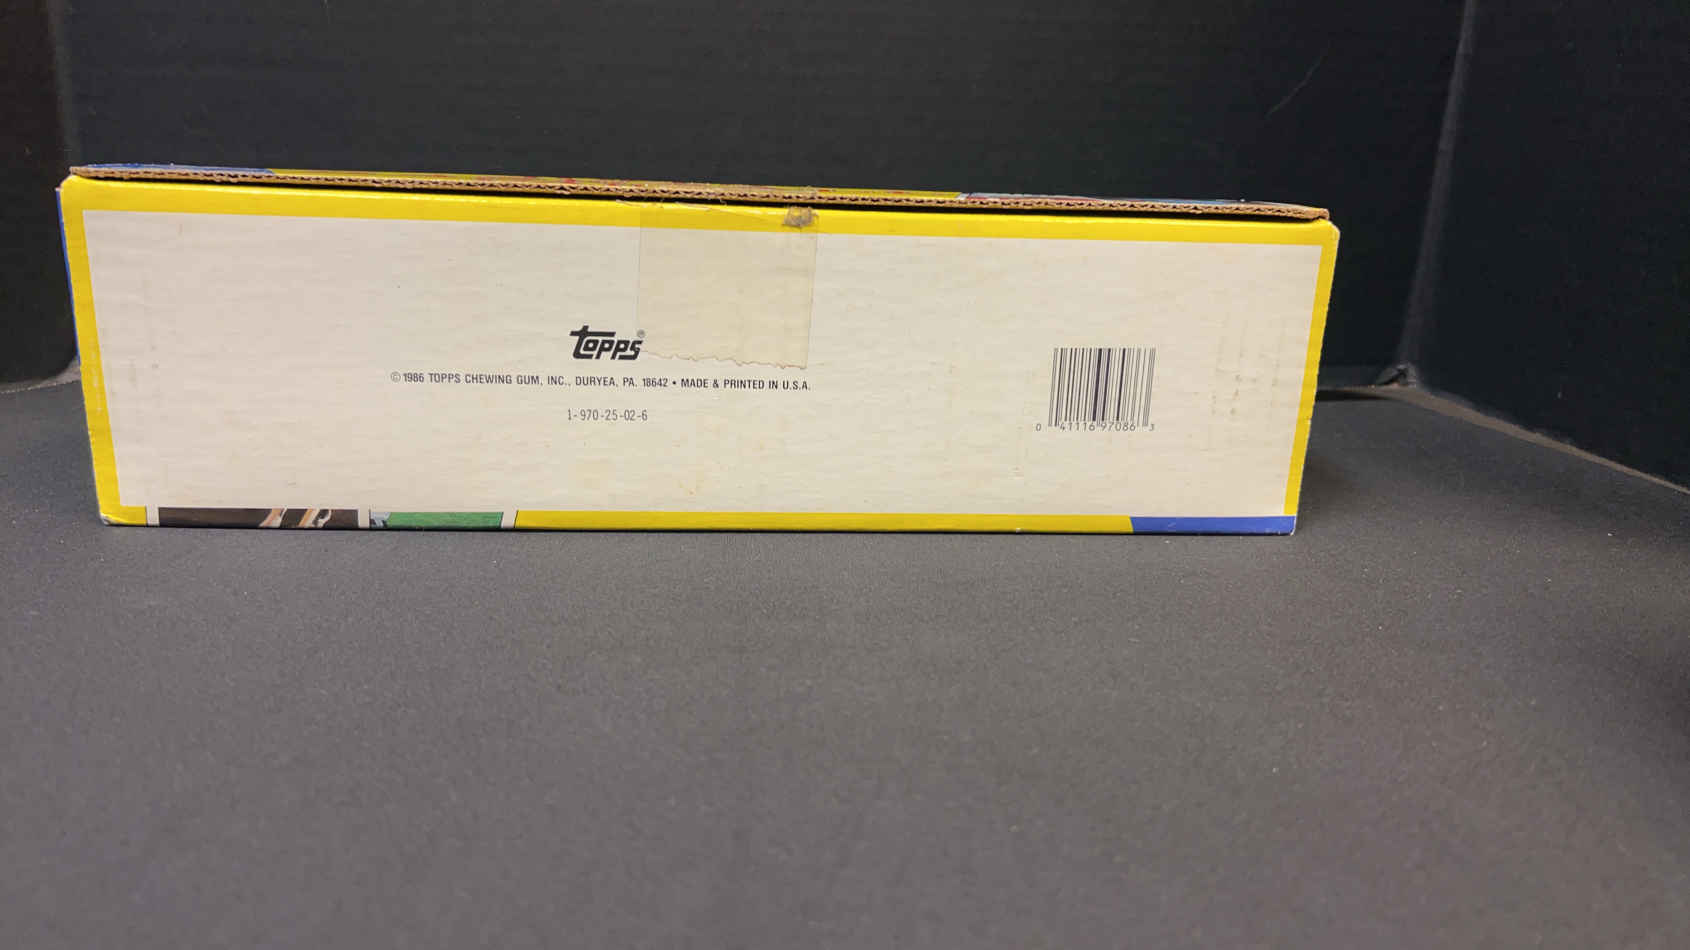 Topps®
© 1986 TOPPS CHEWING GUM, INC., DURYEA, PA. 18642 • MADE & PRINTED IN U.S.A.
1-970-25-02-6
0 41116 97086 3